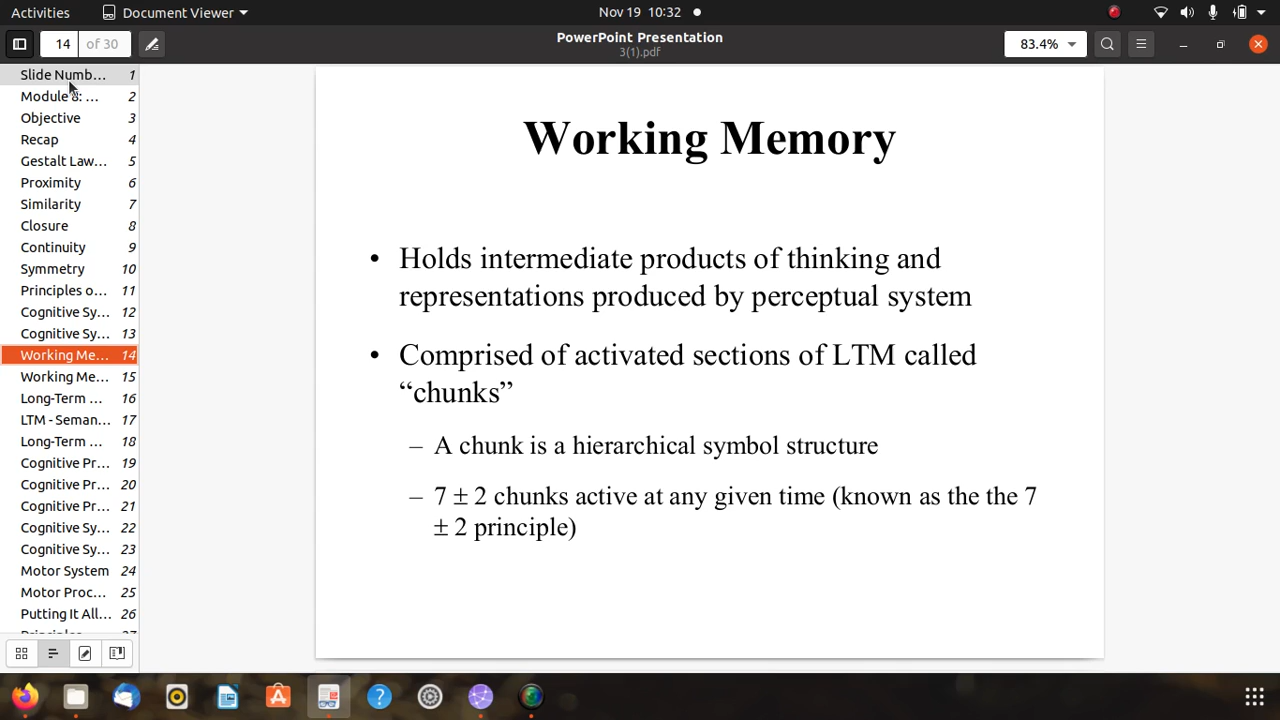 Activities
Document Viewer
Nov 19 10:32
14 of 30
PowerPoint Presentation
3(1).pdf
83.4%
Slide Numb... 1
Module 8: ... 2
Objective 3
Recap 4
Gestalt Law... 5
Proximity 6
Similarity 7
Closure 8
Continuity 9
Symmetry 10
Principles o... 11
Cognitive Sy... 12
Cognitive Sy... 13
Working Me... 14
Working Me... 15
Long-Term ... 16
LTM - Seman... 17
Long-Term ... 18
Cognitive Pr... 19
Cognitive Pr... 20
Cognitive Pr... 21
Cognitive Sy... 22
Cognitive Sy... 23
Motor System 24
Motor Proc... 25
Putting It All... 26
Working Memory
• Holds intermediate products of thinking and
representations produced by perceptual system
• Comprised of activated sections of LTM called
“chunks”
– A chunk is a hierarchical symbol structure
– 7 ± 2 chunks active at any given time (known as the the 7
± 2 principle)